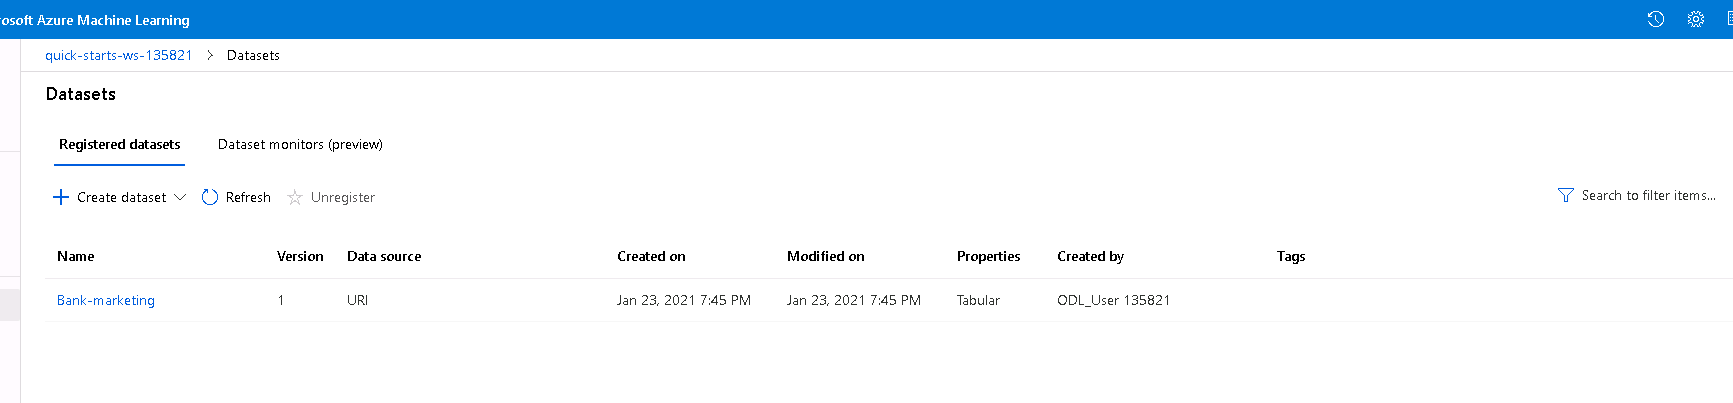 Azure Machine Learning
quick-starts-ws-135821 > Datasets
Datasets
Registered datasets Dataset monitors (preview)
Create dataset Refresh Unregister Search to filter items...
Name Version Data source Created on Modified on Properties Created by Tags
Bank-marketing 1 URI Jan 23, 2021 7:45 PM Jan 23, 2021 7:45 PM Tabular ODL_User 135821